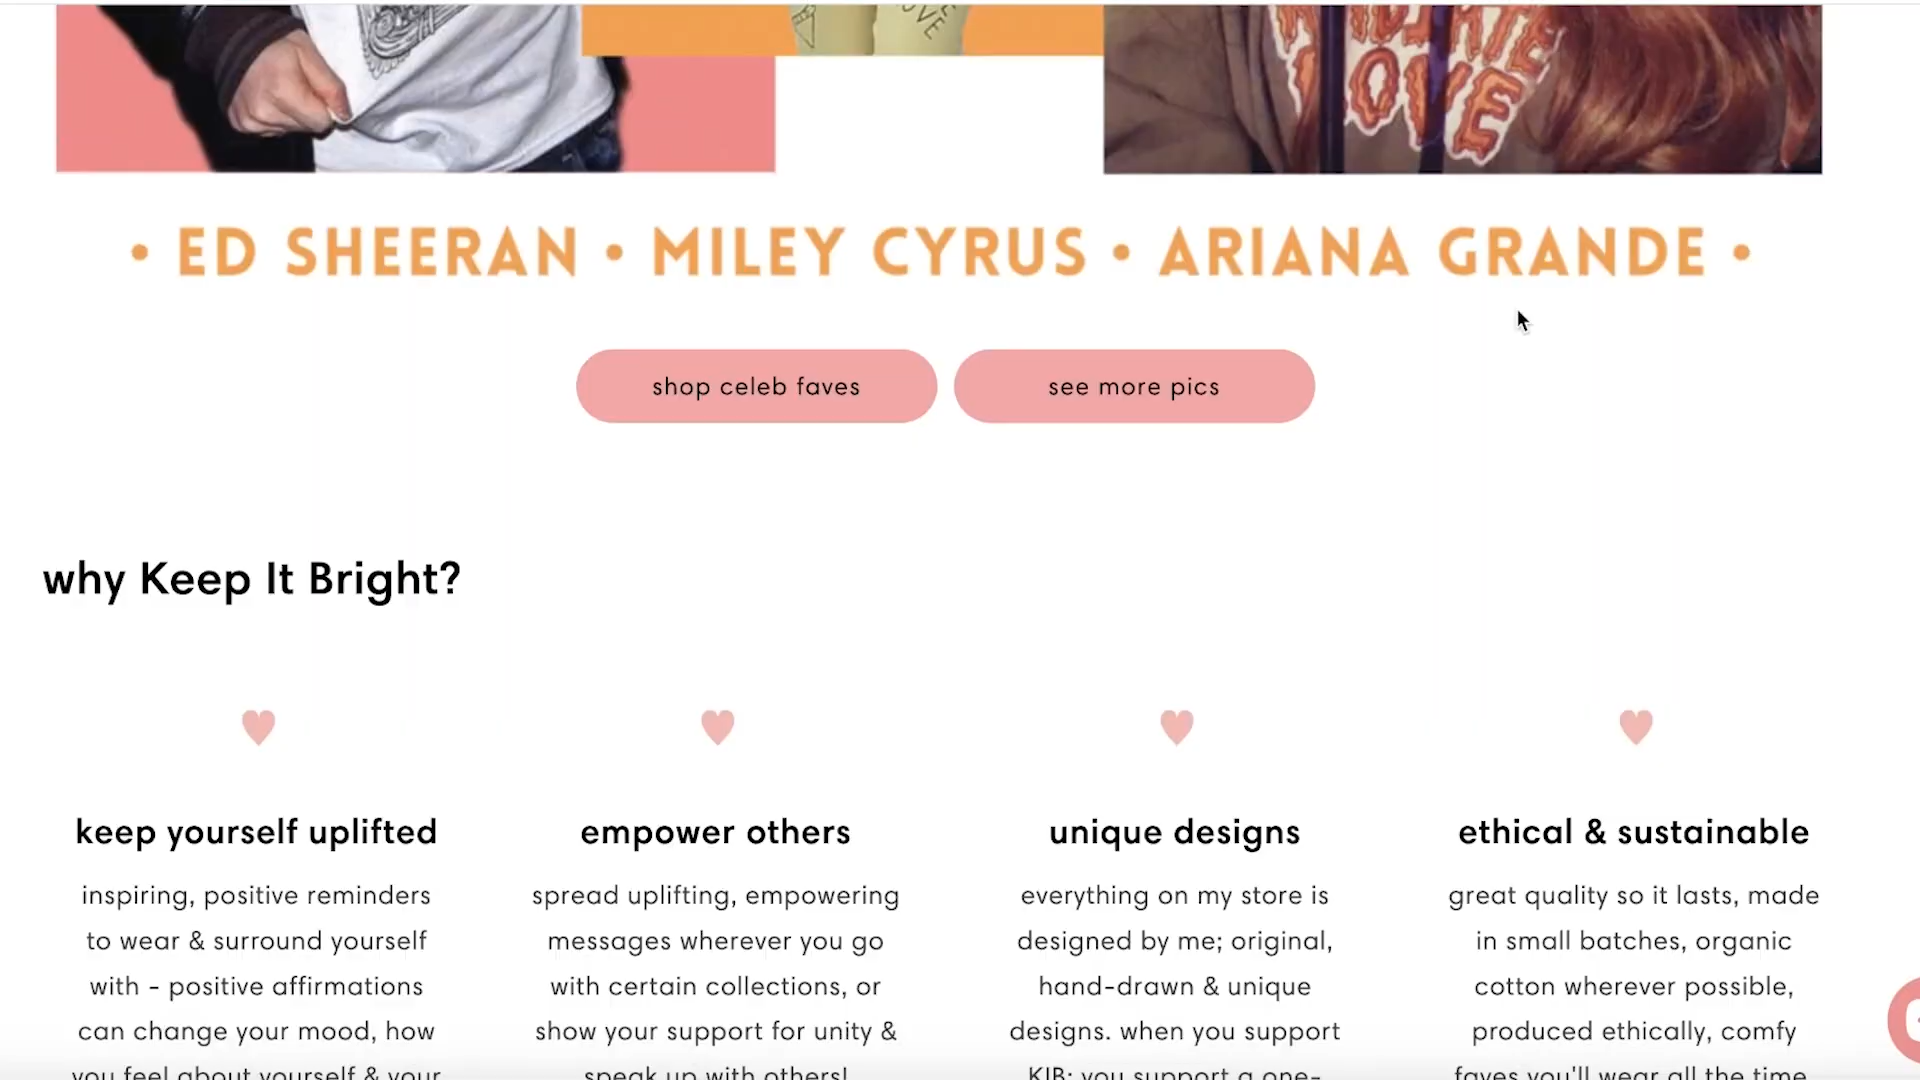 OVE
RADIATE
LOVE
• ED SHEERAN • MILEY CYRUS • ARIANA GRANDE •
shop celeb faves
see more pics
why Keep It Bright?
keep yourself uplifted
inspiring, positive reminders
to wear & surround yourself
with - positive affirmations
can change your mood, how
you feel about yourself & your
empower others
spread uplifting, empowering
messages wherever you go
with certain collections, or
show your support for unity &
speak up with others!
unique designs
everything on my store is
designed by me; original,
hand-drawn & unique
designs. when you support
KIB; you support a one-
ethical & sustainable
great quality so it lasts, made
in small batches, organic
cotton wherever possible,
produced ethically, comfy
faves you'll wear all the time